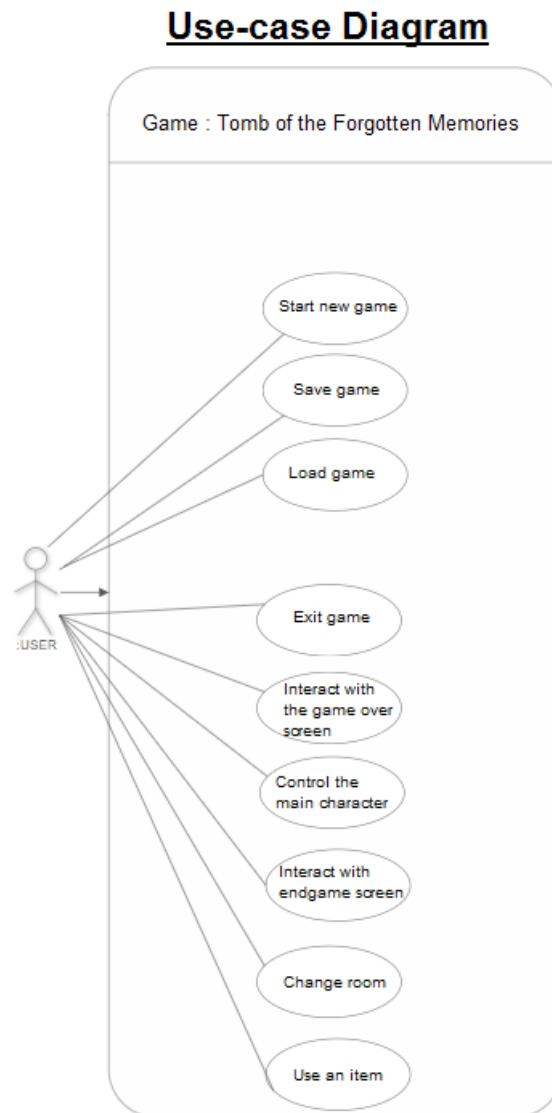 Use-case Diagram
Game : Tomb of the Forgotten Memories
Start new game
Save game
Load game
:USER
Exit game
Interact with
the game over
screen
Control the
main character
Interact with
endgame screen
Change room
Use an item